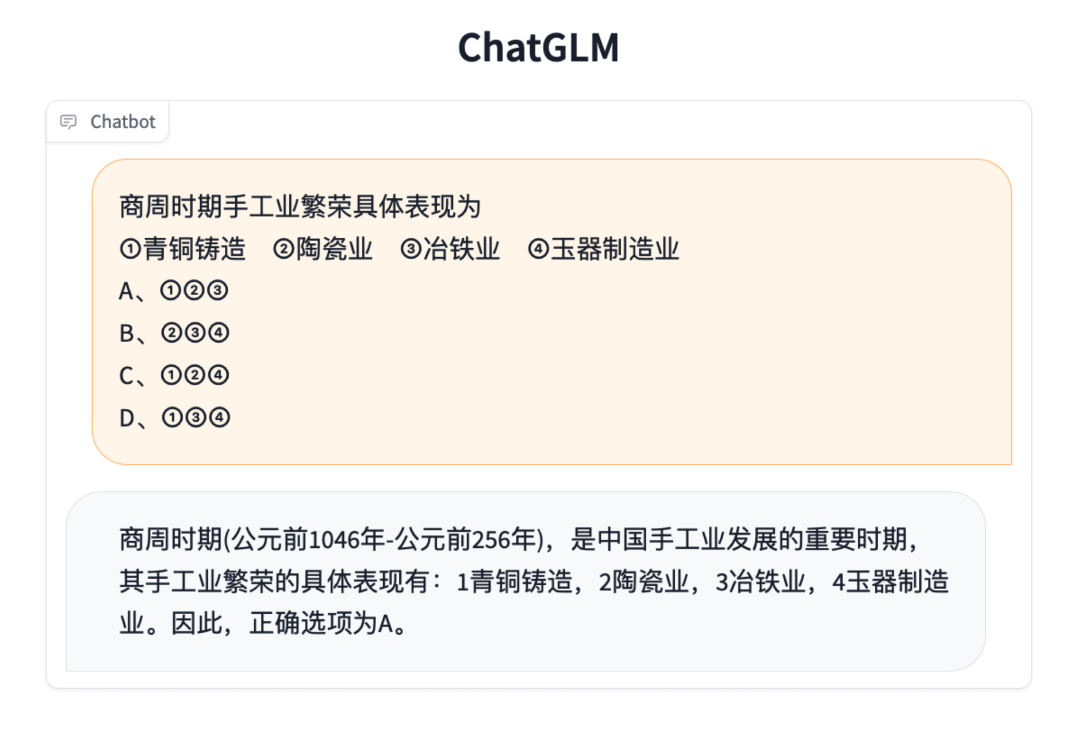 ChatGLM
Chatbot
商周时期手工业繁荣具体表现为
①青铜铸造 ②陶瓷业 ③冶铁业 ④玉器制造业
A、①②③
B、②③④
C、①②④
D、①③④
商周时期(公元前1046年-公元前256年)，是中国手工业发展的重要时期，
其手工业繁荣的具体表现有：1青铜铸造，2陶瓷业，3冶铁业，4玉器制造
业。因此，正确选项为A。